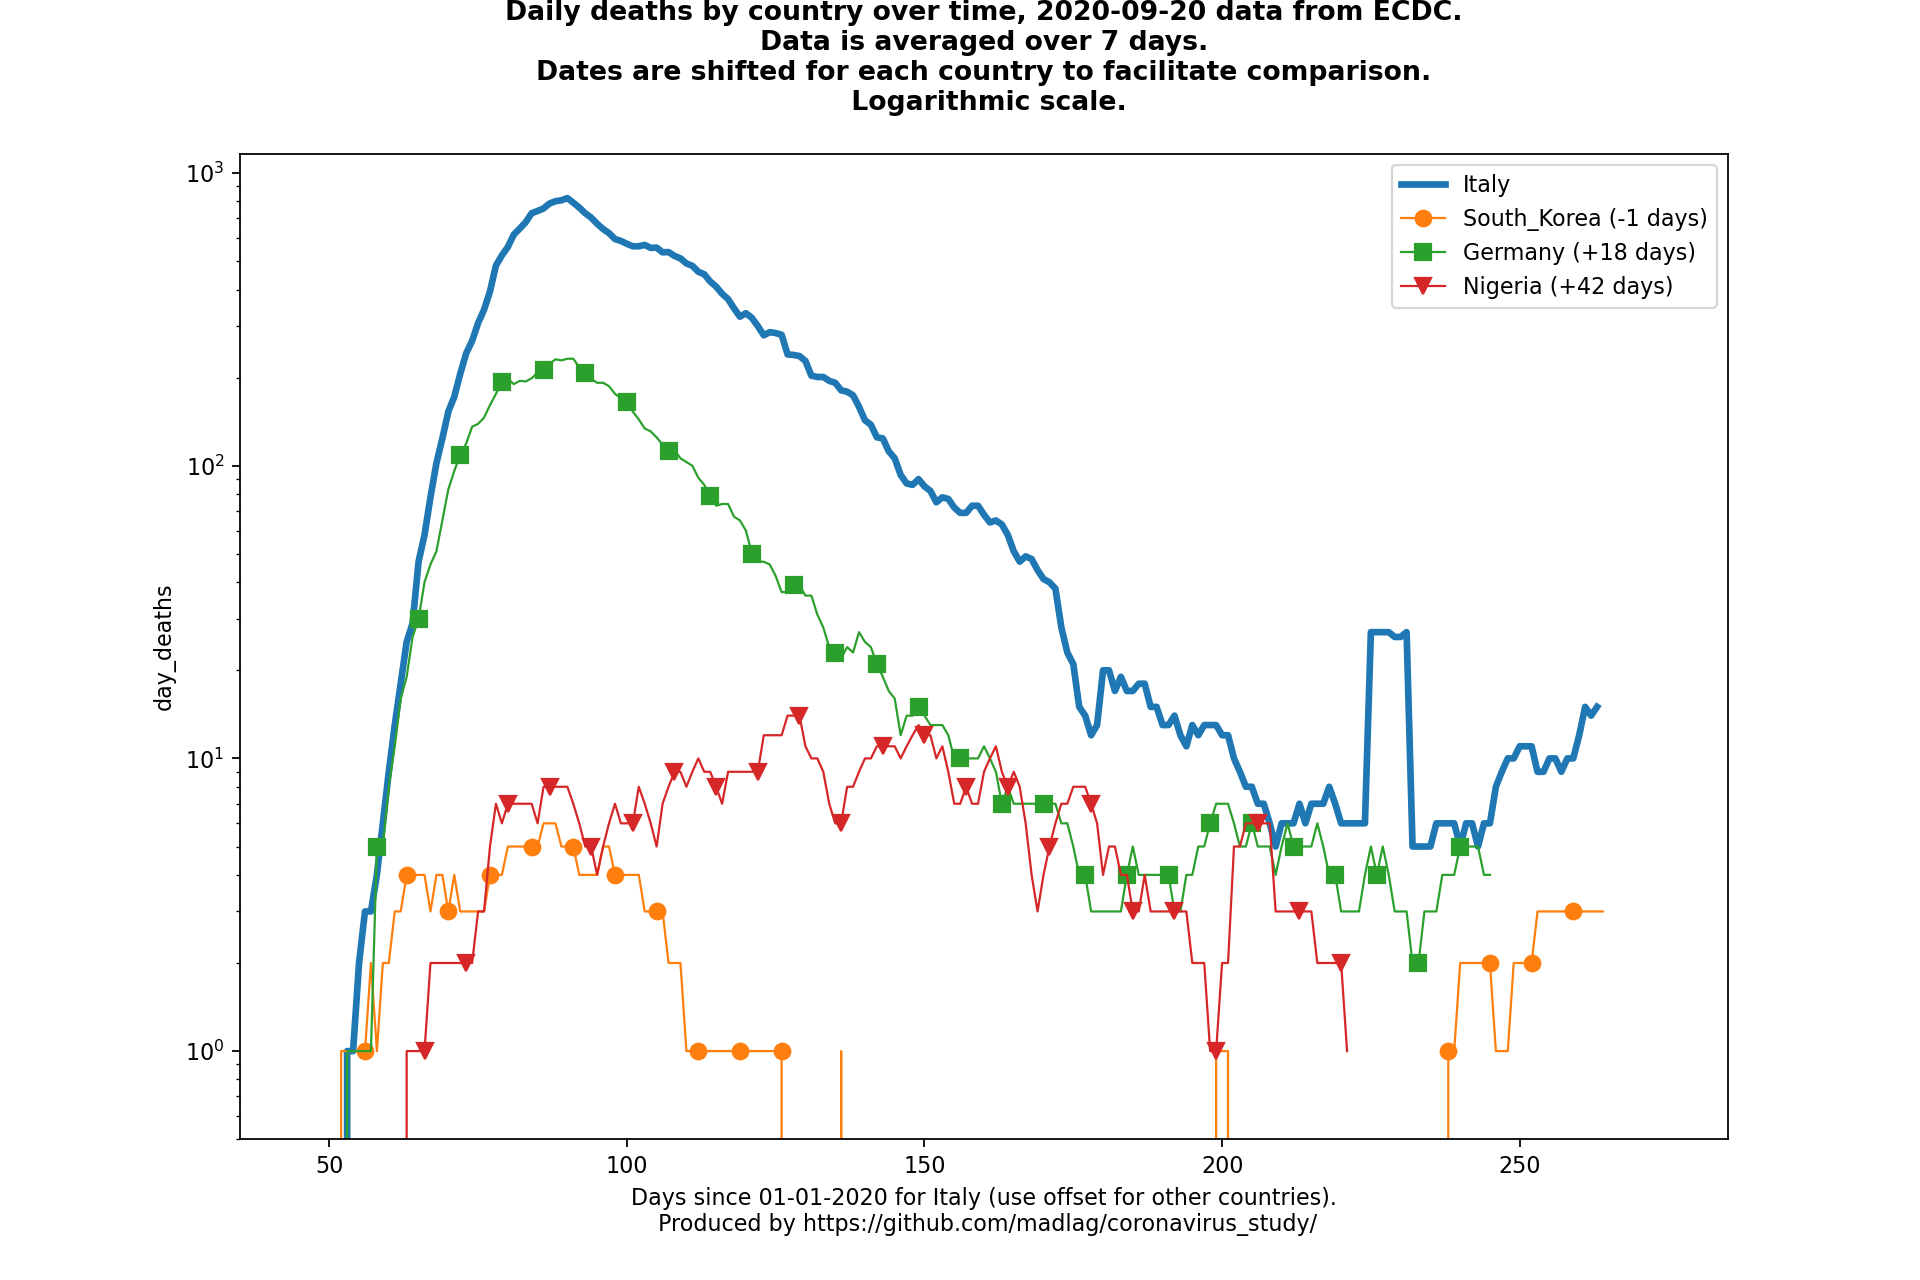 Daily deaths by country over time, 2020-09-20 data from ECDC.
Data is averaged over 7 days.
Dates are shifted for each country to facilitate comparison.
Logarithmic scale.
10³
10²
10¹
10⁰
day_deaths
Italy
South_Korea (-1 days)
Germany (+18 days)
Nigeria (+42 days)
50 100 150 200 250
Days since 01-01-2020 for Italy (use offset for other countries).
Produced by https://github.com/madlag/coronavirus_study/